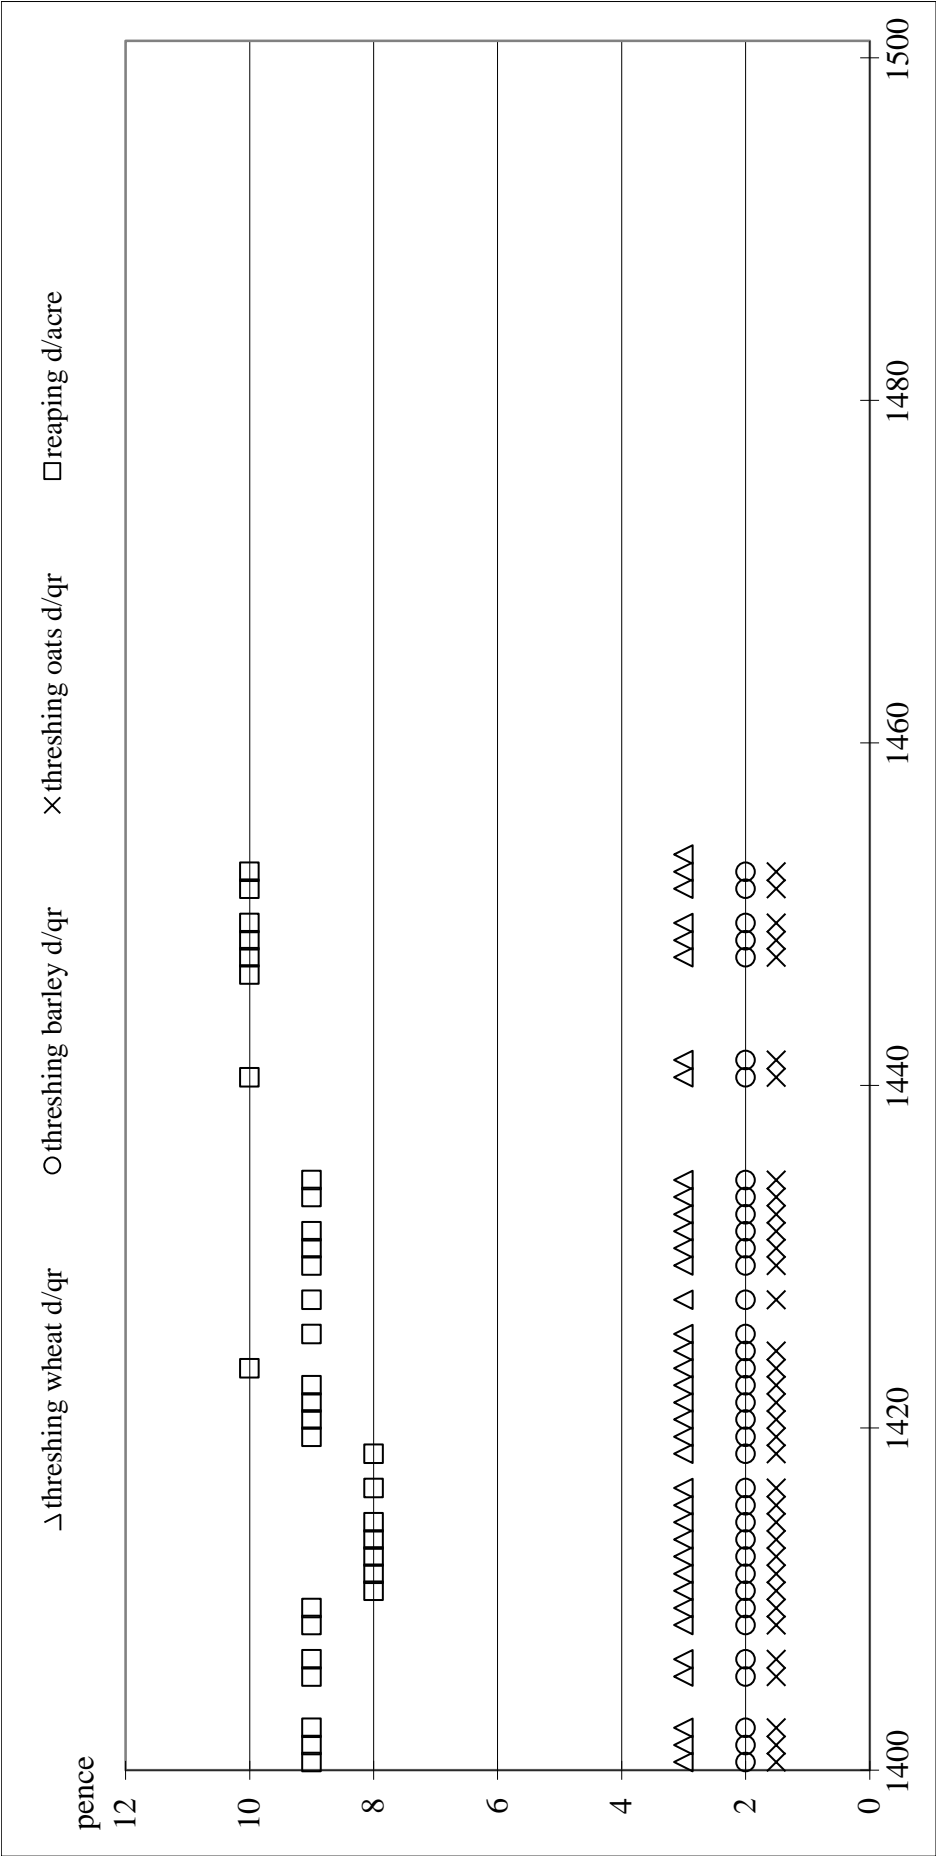 △threshing wheat d/qr ○threshing barley d/qr ×threshing oats d/qr □reaping d/acre
pence
12
10
8
6
4
2
0
1400 1420 1440 1460 1480 1500